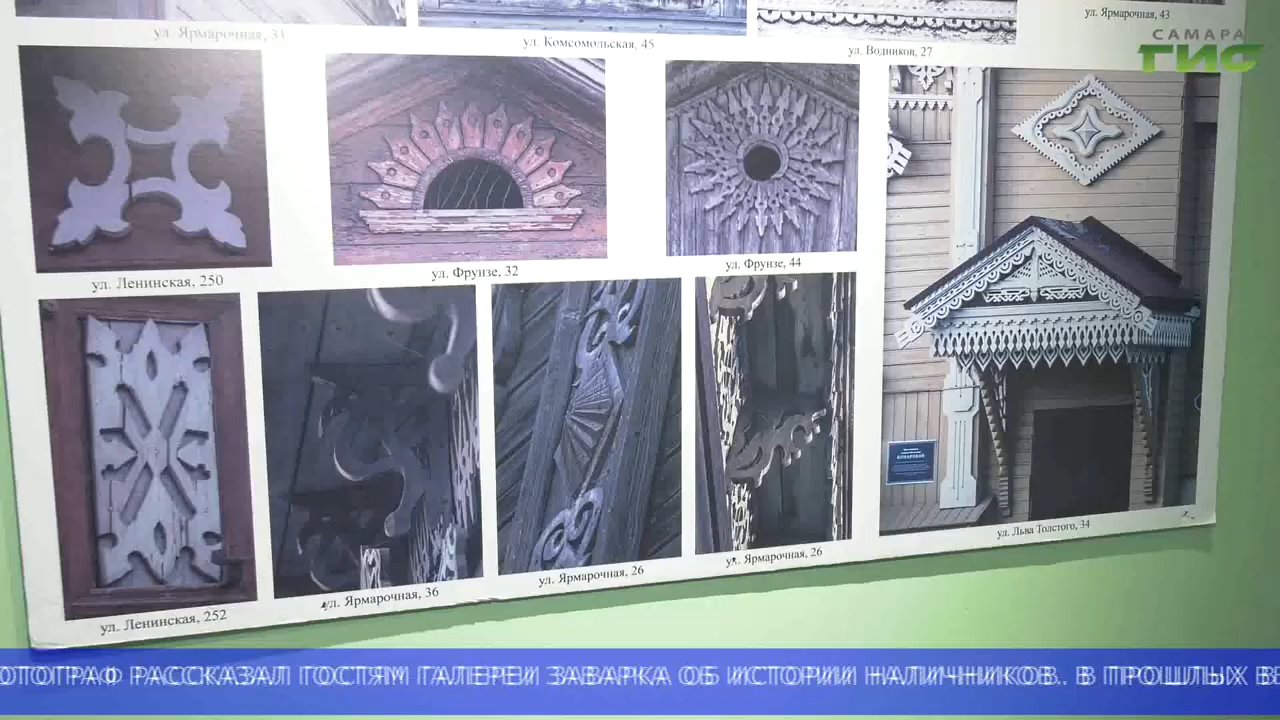 ул. Ярмарочная, 31
ул. Комсомольская, 45
ул. Водников, 27
ул. Ярмарочная, 43
САМАРА
ГИС
ул. Ленинская, 250
ул. Фрунзе, 32
ул. Фрунзе, 44
ул. Ленинская, 252
ул. Ярмарочная, 36
ул. Ярмарочная, 26
ул. Ярмарочная, 26
ул. Льва Толстого, 34
ОТОГРАФ РАССКАЗАЛ ГОСТЯМ ГАЛЕРЕИ ЗАВАРКА ОБ ИСТОРИИ НАЛИЧНИКОВ.. В ПРОШЛЫХ ВЕ